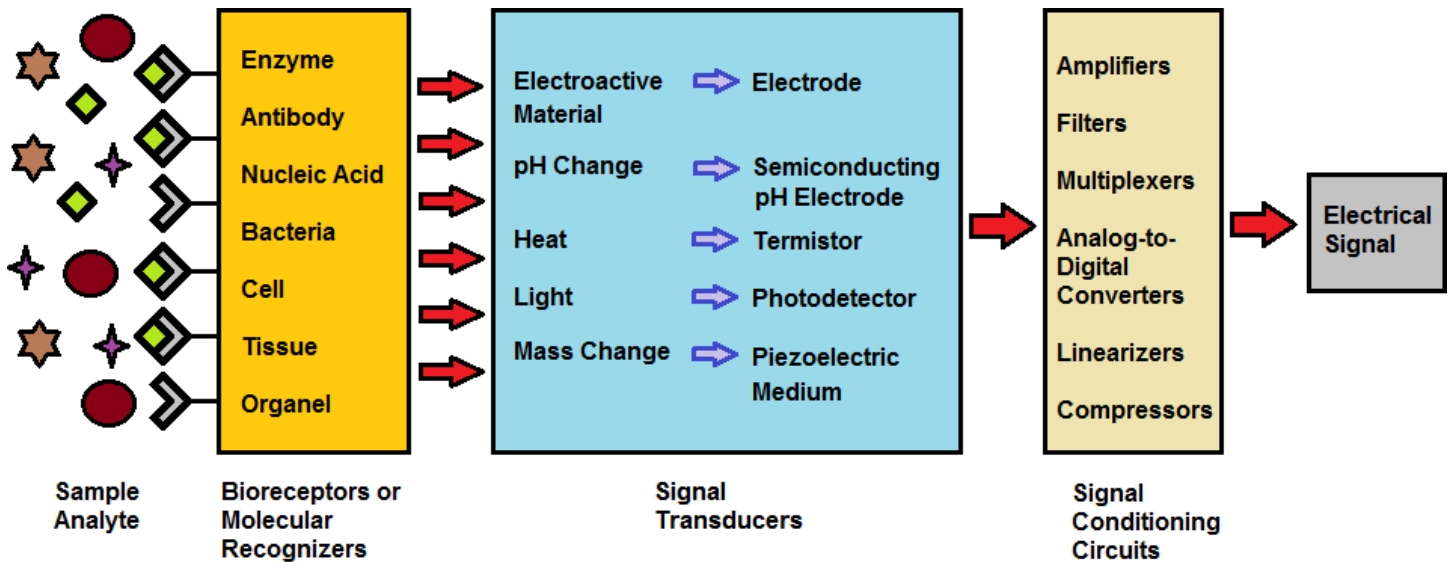 Enzyme
Antibody
Nucleic Acid
Bacteria
Cell
Tissue
Organel
Electroactive
Material
Electrode
pH Change
Semiconducting
pH Electrode
Heat
Termistor
Light
Photodetector
Mass Change
Piezoelectric
Medium
Amplifiers
Filters
Multiplexers
Analog-to-
Digital
Converters
Linearizers
Compressors
Electrical
Signal
Sample
Analyte
Bioreceptors or
Molecular
Recognizers
Signal
Transducers
Signal
Conditioning
Circuits